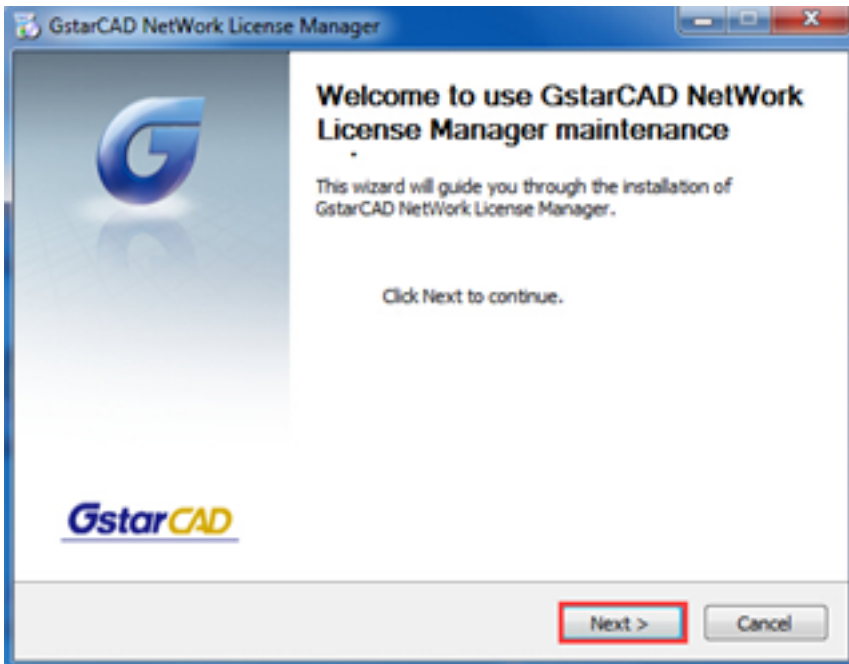 GstarCAD NetWork License Manager
Welcome to use GstarCAD NetWork
License Manager maintenance
This wizard will guide you through the installation of
GstarCAD NetWork License Manager.
Click Next to continue.
GstarCAD
Next >
Cancel